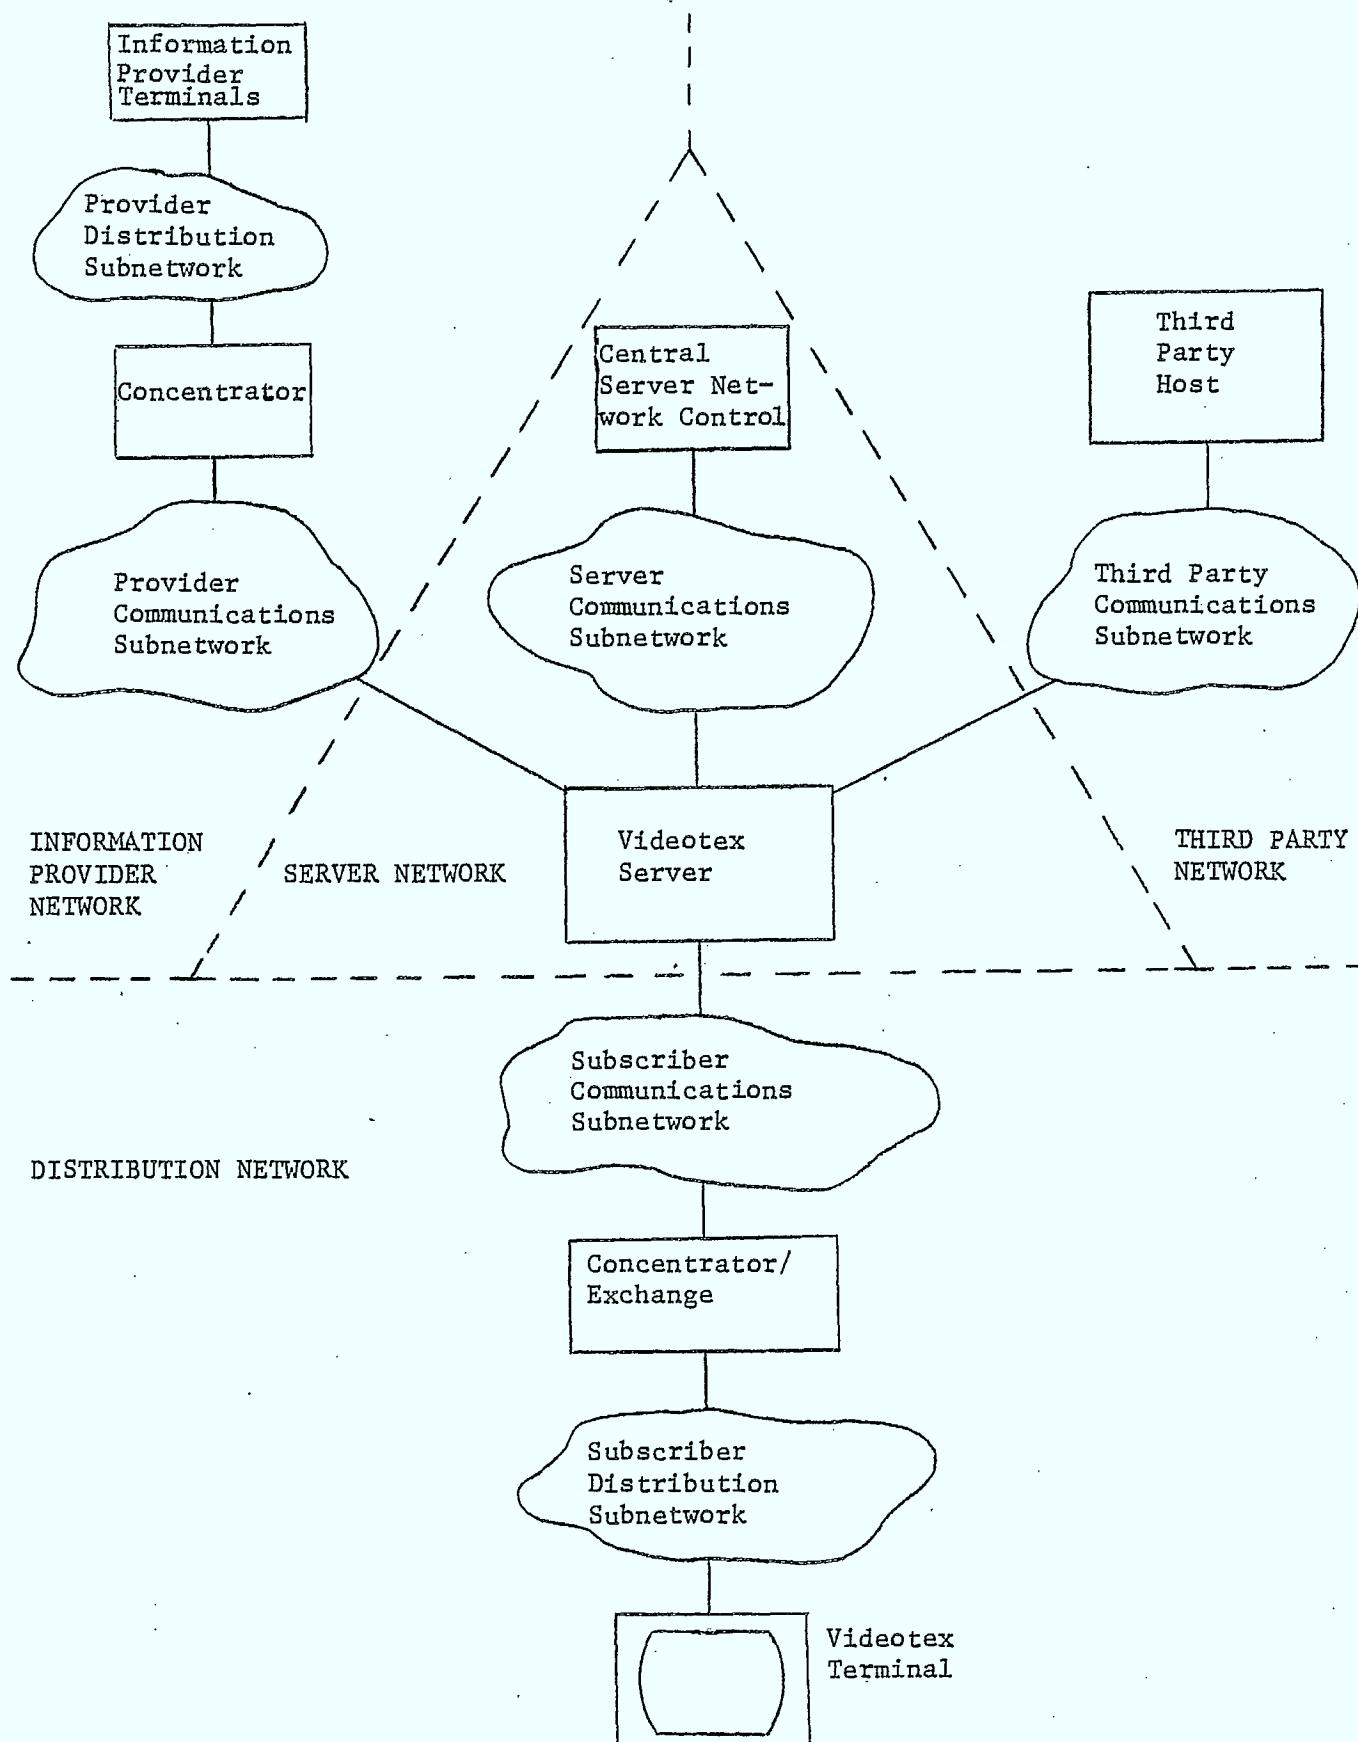 Information
Provider
Terminals
Provider
Distribution
Subnetwork
Concentrator
Central
Server Net-
work Control
Third
Party
Host
Provider
Communications
Subnetwork
Server
Communications
Subnetwork
Third Party
Communications
Subnetwork
INFORMATION
PROVIDER
NETWORK
SERVER NETWORK
Videotex
Server
THIRD PARTY
NETWORK
Subscriber
Communications
Subnetwork
DISTRIBUTION NETWORK
Concentrator/
Exchange
Subscriber
Distribution
Subnetwork
Videotex
Terminal